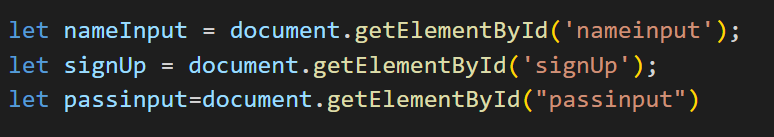 let nameInput = document.getElementById('nameinput');
let signUp = document.getElementById('signUp');
let passinput=document.getElementById("passinput")